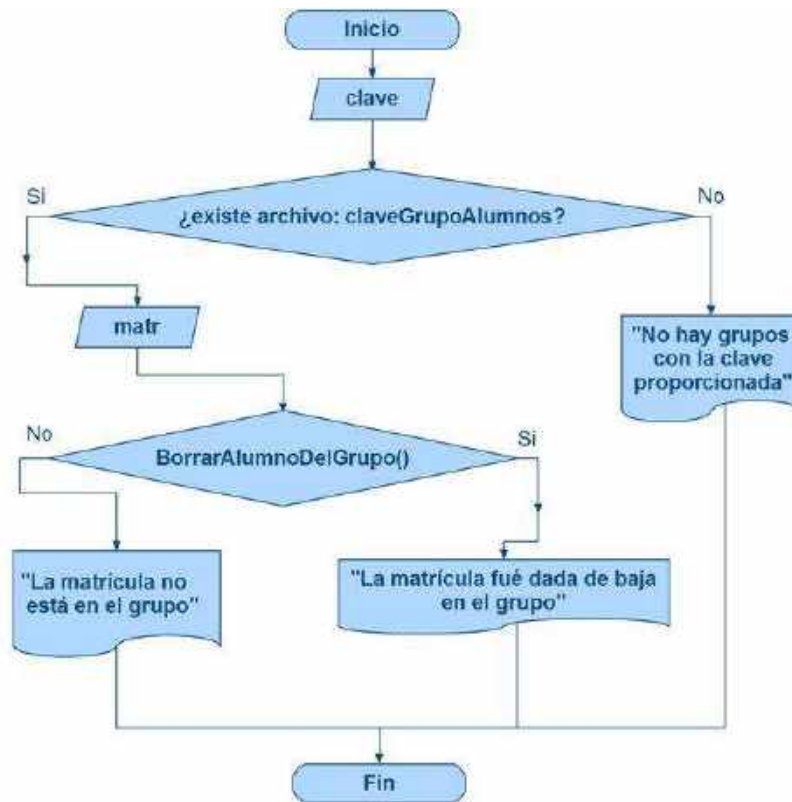 Inicio
clave
Si
No
¿existe archivo: claveGrupoAlumnos?
matr
"No hay grupos
con la clave
proporcionada"
No
Si
BorrarAlumnoDelGrupo()
"La matrícula no
está en el grupo"
"La matrícula fué dada de baja
en el grupo"
Fin